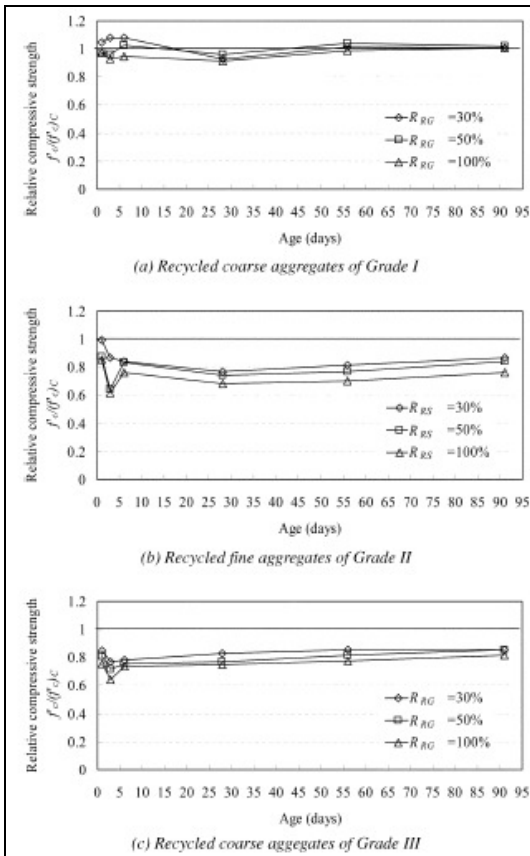 Relative compressive strength
f'c/(f'c)C
1.2
1
0.8
0.6
0.4
0.2
0
R RG =30%
R RG =50%
R RG =100%
0 5 10 15 20 25 30 35 40 45 50 55 60 65 70 75 80 85 90 95
Age (days)
(a) Recycled coarse aggregates of Grade I
Relative compressive strength
f'c/(f'c)C
1.2
1
0.8
0.6
0.4
0.2
0
R RS =30%
R RS =50%
R RS =100%
0 5 10 15 20 25 30 35 40 45 50 55 60 65 70 75 80 85 90 95
Age (days)
(b) Recycled fine aggregates of Grade II
Relative compressive strength
f'c/(f'c)C
1.2
1
0.8
0.6
0.4
0.2
0
R RG =30%
R RG =50%
R RG =100%
0 5 10 15 20 25 30 35 40 45 50 55 60 65 70 75 80 85 90 95
Age (days)
(c) Recycled coarse aggegates of Grade III